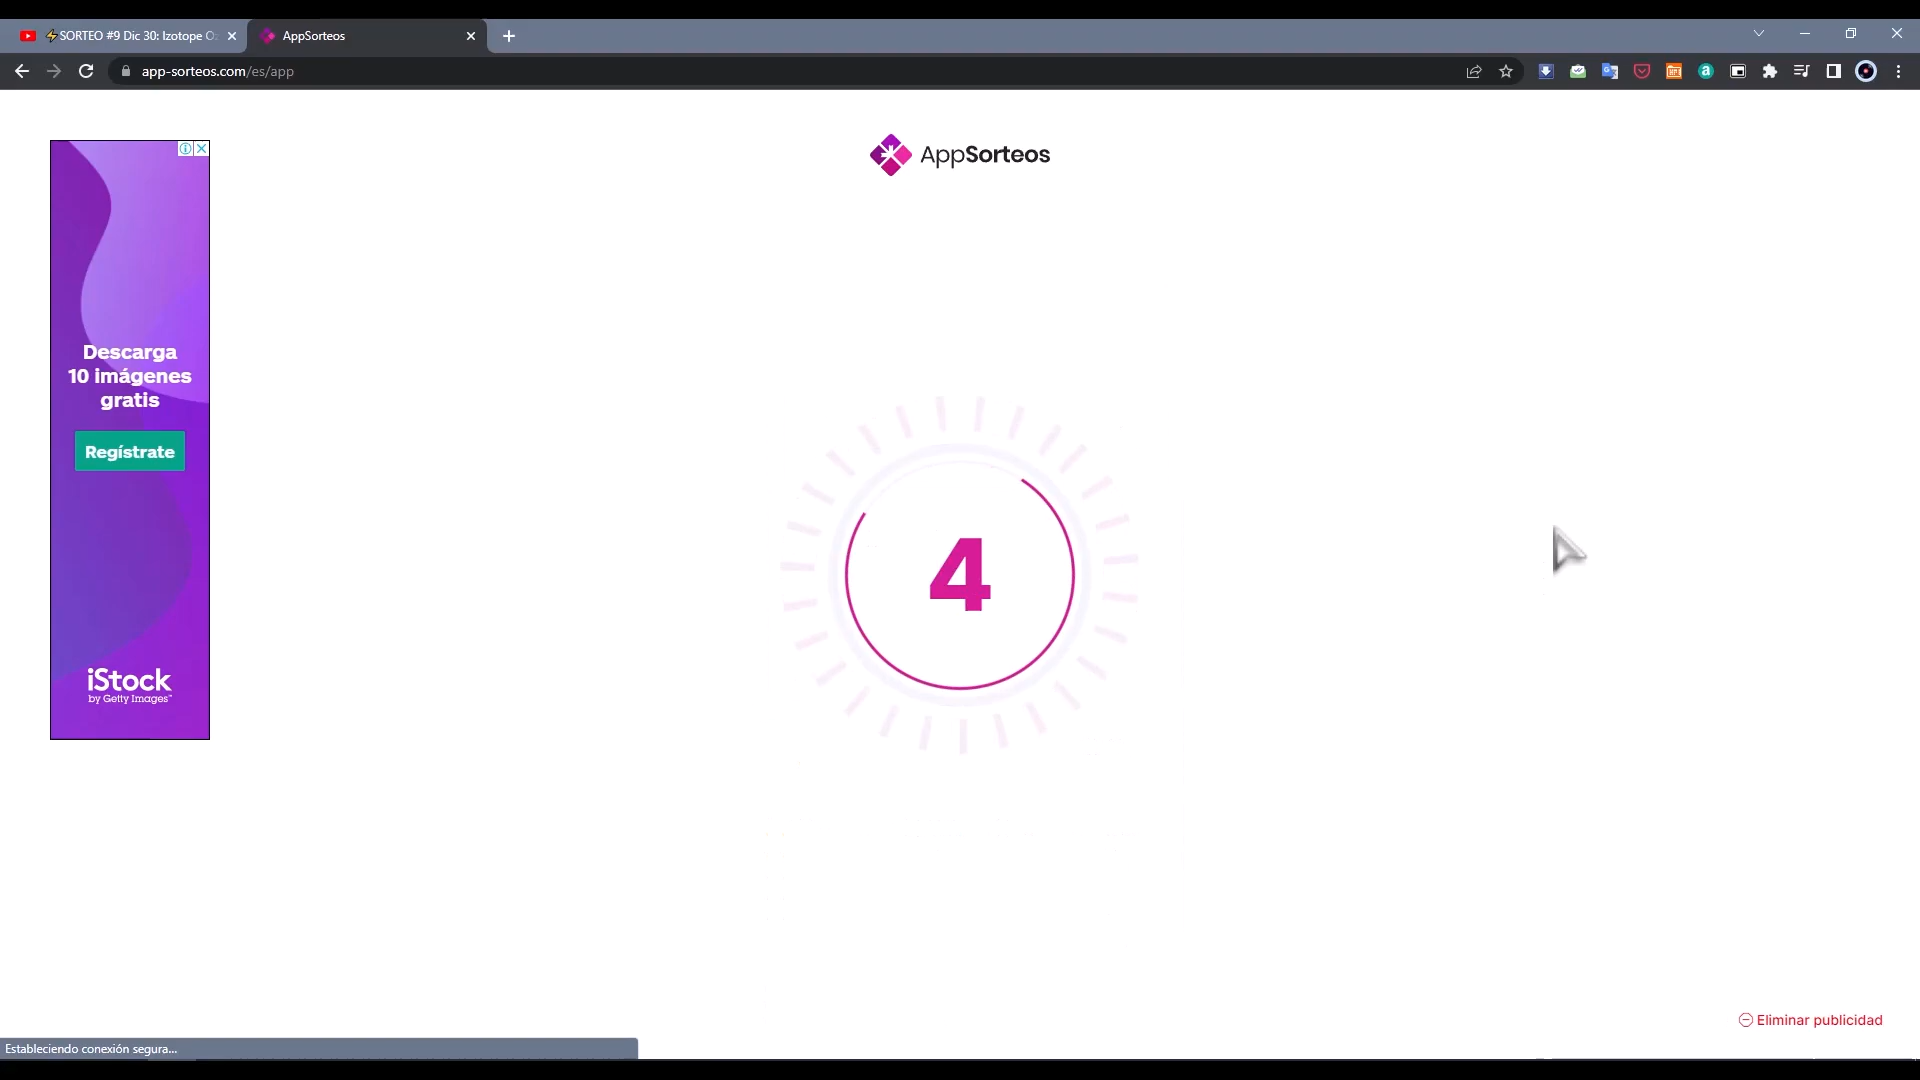 ⚡SORTEO #9 Dic 30: Izotope O
AppSorteos
app-sorteos.com/es/app
AppSorteos
Descarga
10 imágenes
gratis
Regístrate
iStock
by Getty Images™
4
Eliminar publicidad
Estableciendo conexión segura...